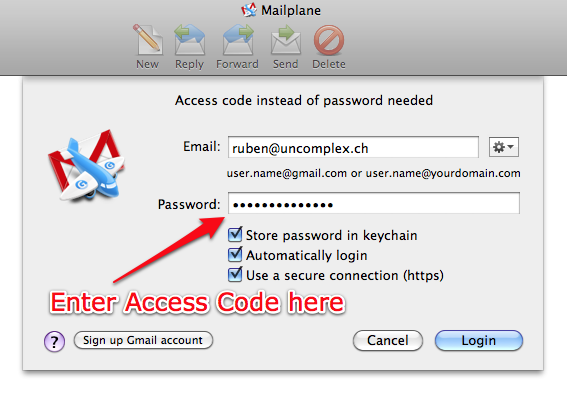 Mailplane
New Reply Forward Send Delete
Access code instead of password needed
Email: ruben@uncomplex.ch
user.name@gmail.com or user.name@yourdomain.com
Password: ••••••••••••••
Store password in keychain
Automatically login
Use a secure connection (https)
Enter Access Code here
? Sign up Gmail account Cancel Login